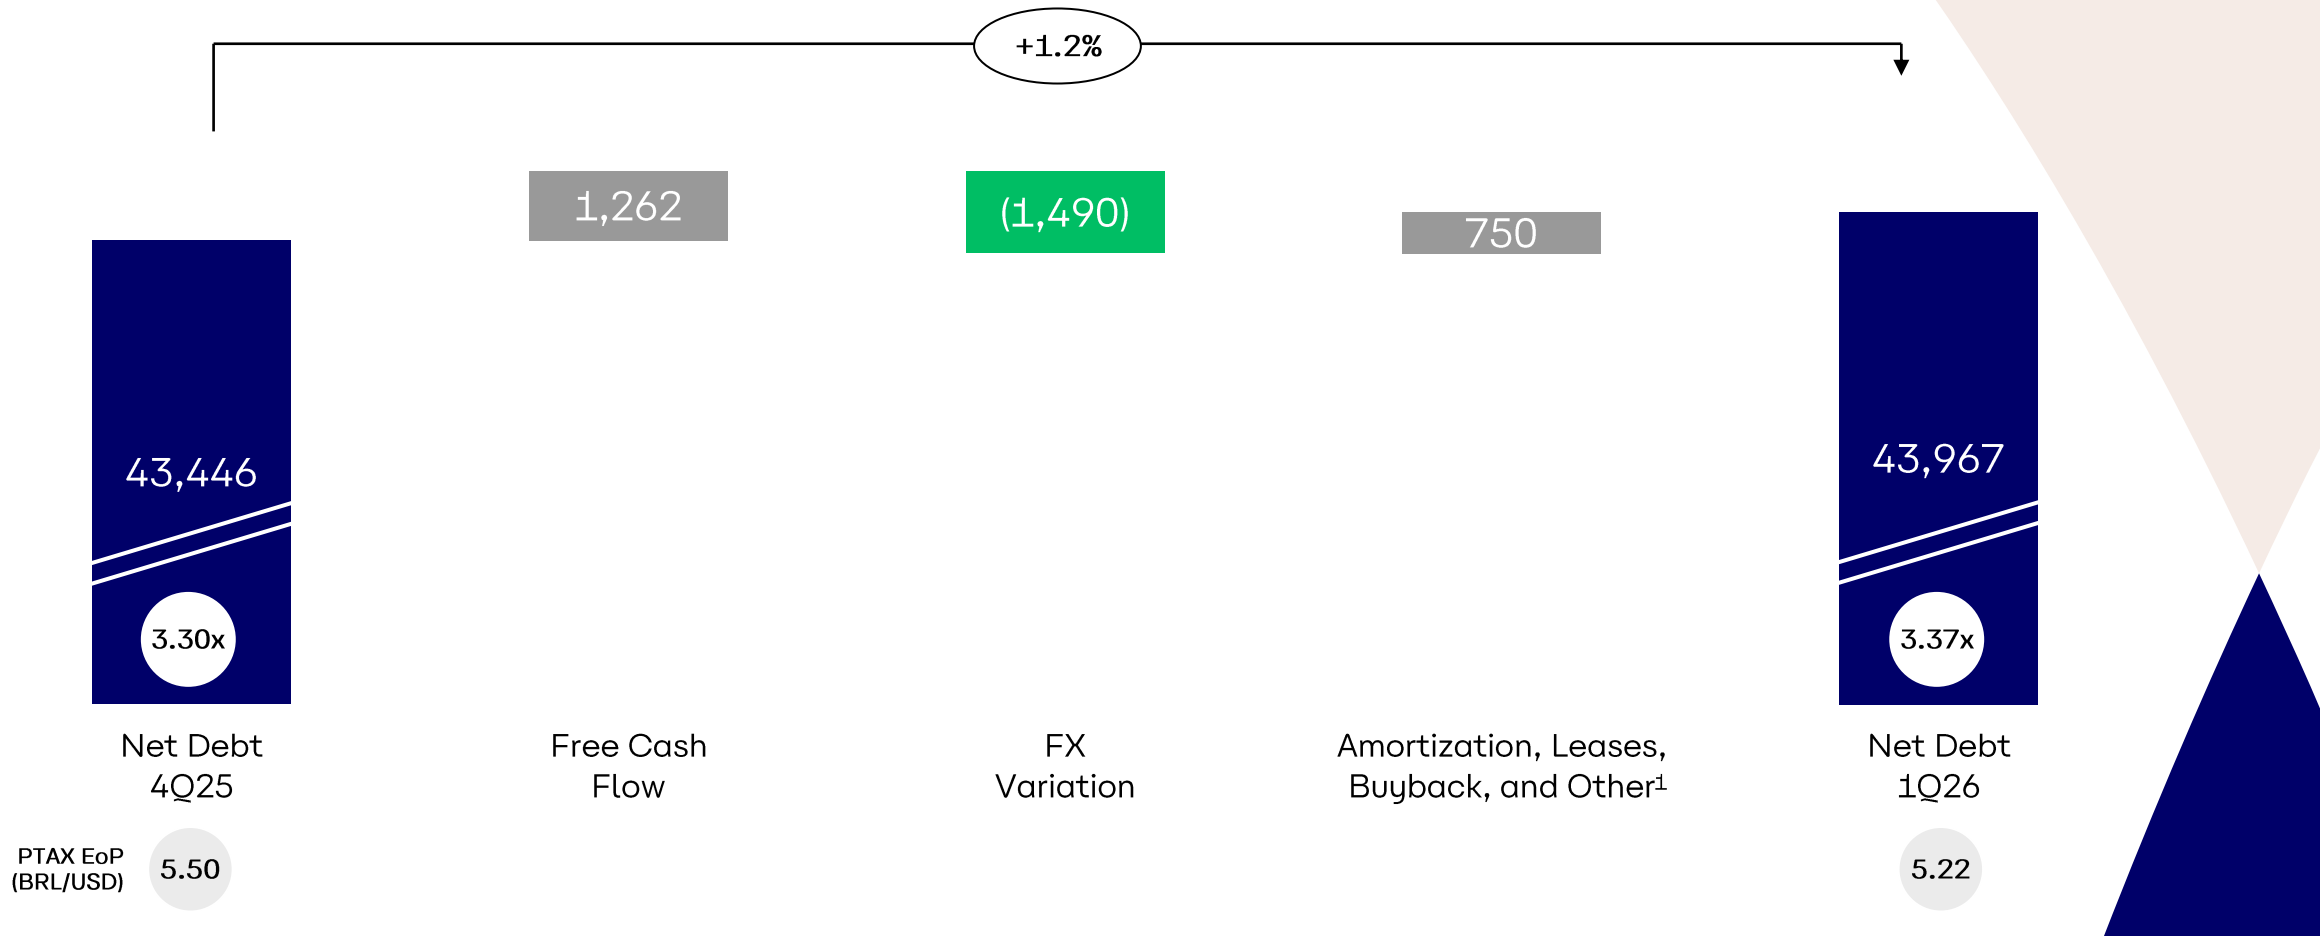 +1.2%
1,262
(1,490)
750
43,446
43,967
3.30x
3.37x
Net Debt
4Q25
Free Cash
Flow
FX
Variation
Amortization, Leases,
Buyback, and Other¹
Net Debt
1Q26
PTAX EoP
(BRL/USD)
5.50
5.22